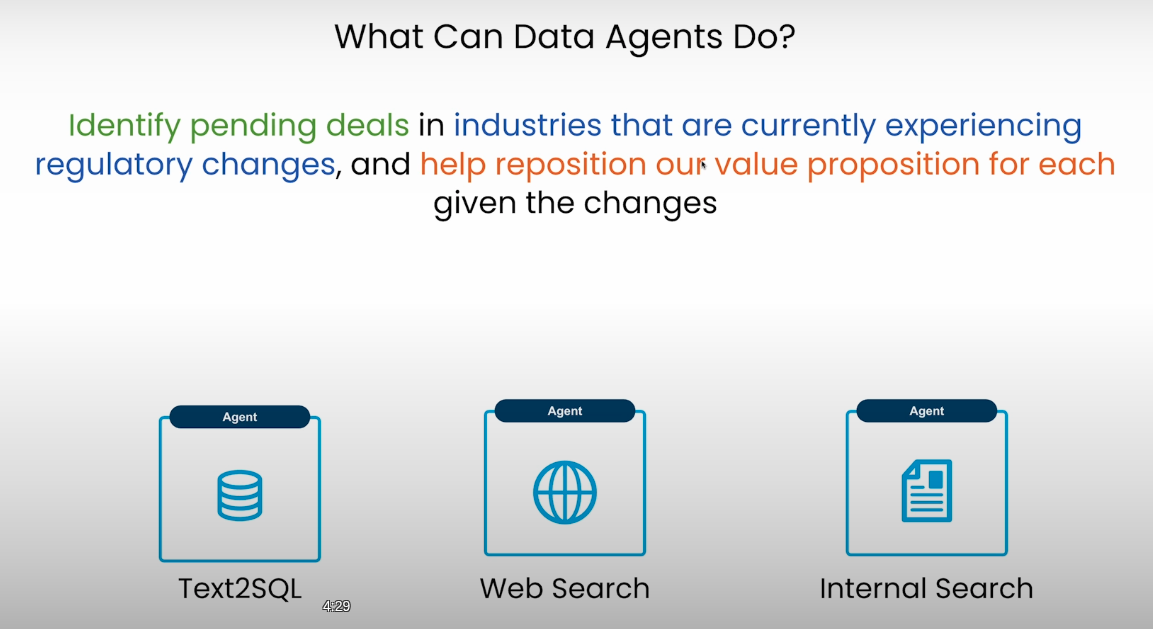 What Can Data Agents Do?
Identify pending deals in industries that are currently experiencing
regulatory changes, and help reposition our value proposition for each
given the changes
Agent
Agent
Agent
Text2SQL
Web Search
Internal Search
4:29